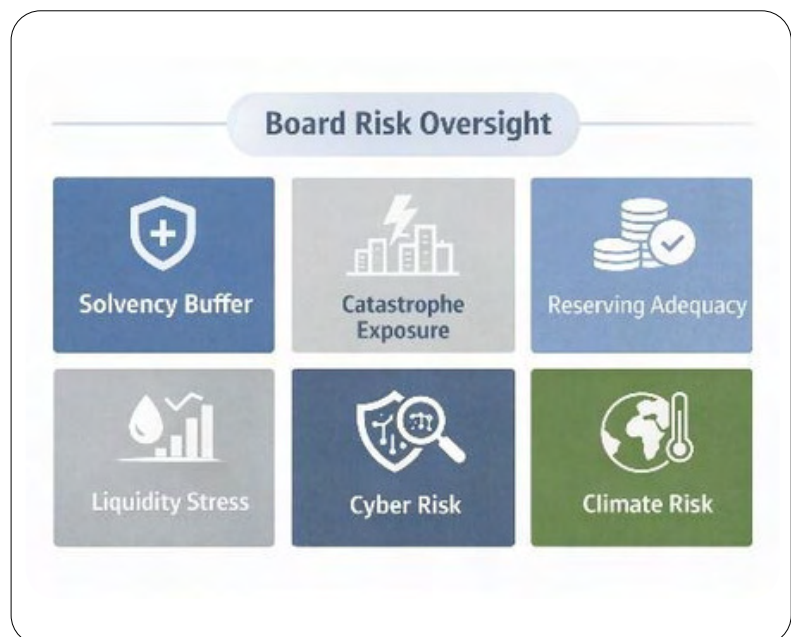 Board Risk Oversight
Solvency Buffer
Catastrophe
Exposure
Reserving Adequacy
Liquidity Stress
Cyber Risk
Climate Risk